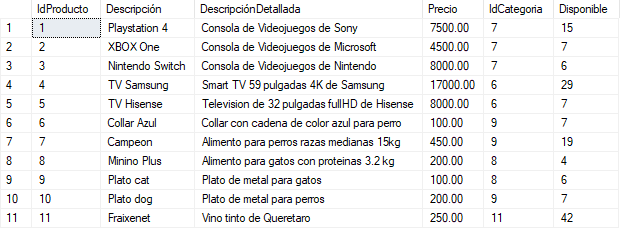 IdProducto Descripción DescripciónDetallada Precio IdCategoria Disponible
1 1 Playstation 4 Consola de Videojuegos de Sony 7500.00 7 15
2 2 XBOX One Consola de Videojuegos de Microsoft 4500.00 7 7
3 3 Nintendo Switch Consola de Videojuegos de Nintendo 8000.00 7 6
4 4 TV Samsung Smart TV 59 pulgadas 4K de Samsung 17000.00 6 29
5 5 TV Hisense Television de 32 pulgadas fullHD de Hisense 8000.00 6 7
6 6 Collar Azul Collar con cadena de color azul para perro 100.00 9 7
7 7 Campeon Alimento para perros razas medianas 15kg 450.00 9 19
8 8 Minino Plus Alimento para gatos con proteinas 3.2 kg 200.00 8 4
9 9 Plato cat Plato de metal para gatos 100.00 8 6
10 10 Plato dog Plato de metal para perros 200.00 9 7
11 11 Fraixenet Vino tinto de Queretaro 250.00 11 42